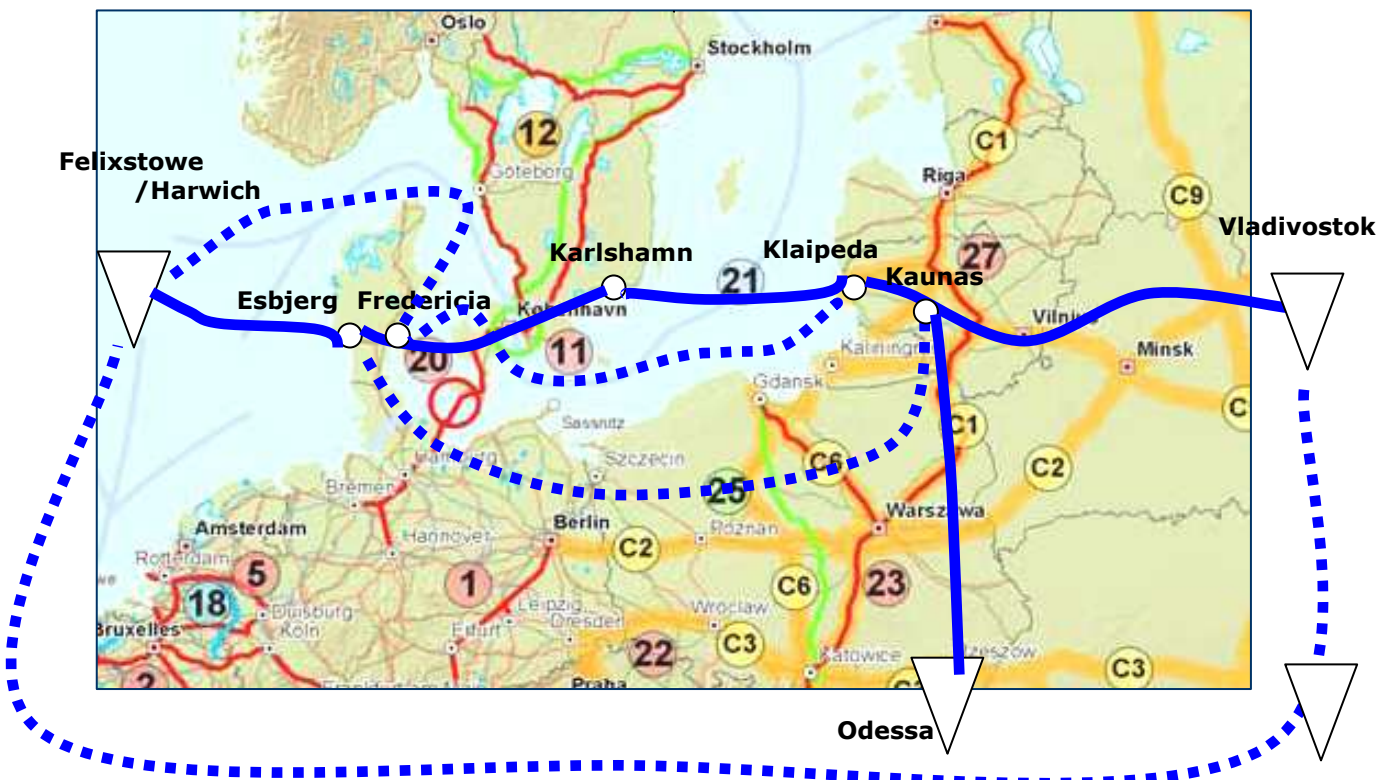 Oslo
Stockholm
12
C1
Felixstowe
/Harwich
Göteborg
Riga
C9
Vladivostok
27
Karlshamn
Klaipeda
21
Kaunas
Esbjerg
Fredericia
København
Vilnius
20
11
Minsk
Gdansk
Sassnitz
C1
Szczecin
C6
C2
Bremen
25
Amsterdam
Berlin
Warszawa
Hannover
Rotterdam
C2
5
1
C6
23
18
Duisburg
Leipzig
Wroclaw
Bruxelles
Köln
Erfurt
Dresden
22
C3
Katowice
C3
2
Praha
Odessa